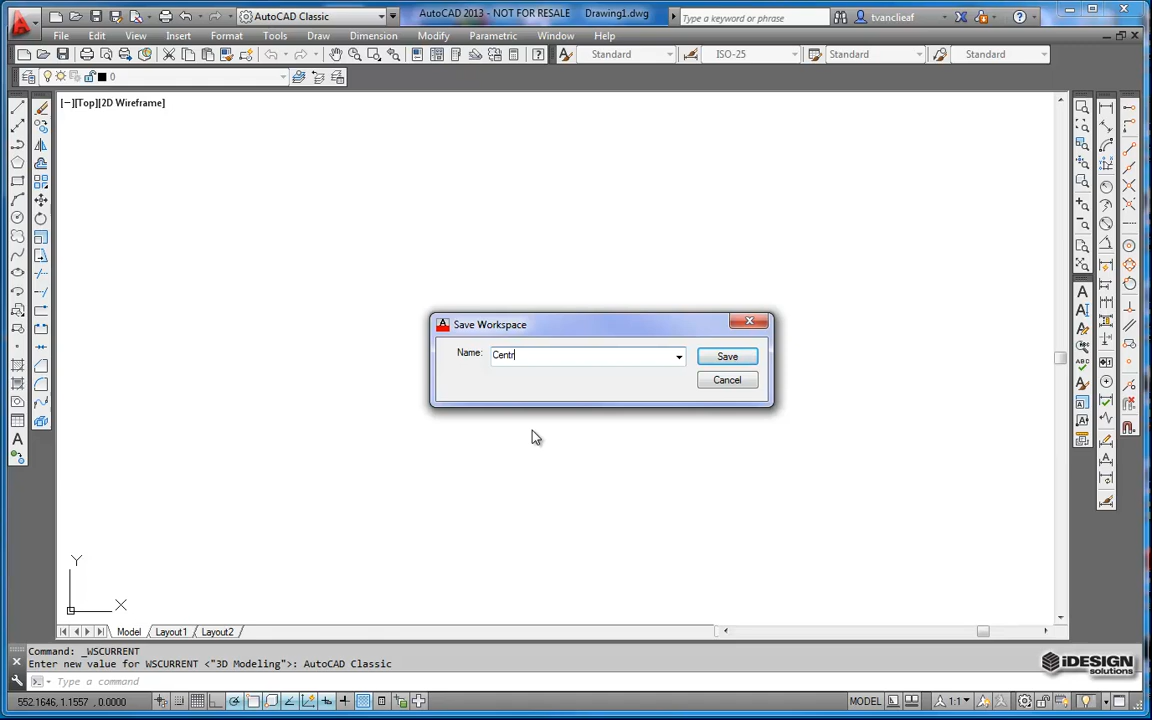 AutoCAD Classic
AutoCAD 2013 - NOT FOR RESALE Drawing1.dwg
Type a keyword or phrase
tvanclieaf
File Edit View Insert Format Tools Draw Dimension Modify Parametric Window Help
Standard ISO-25 Standard Standard
0
[−][Top][2D Wireframe]
Save Workspace
Name: Centr Save
Cancel
Y
X
Model Layout1 Layout2
Command: _WSCURRENT
Enter new value for WSCURRENT <"3D Modeling">: AutoCAD Classic
Type a command
iDESIGN
solutions
552.1646, 1.1557 , 0.0000
MODEL
1:1